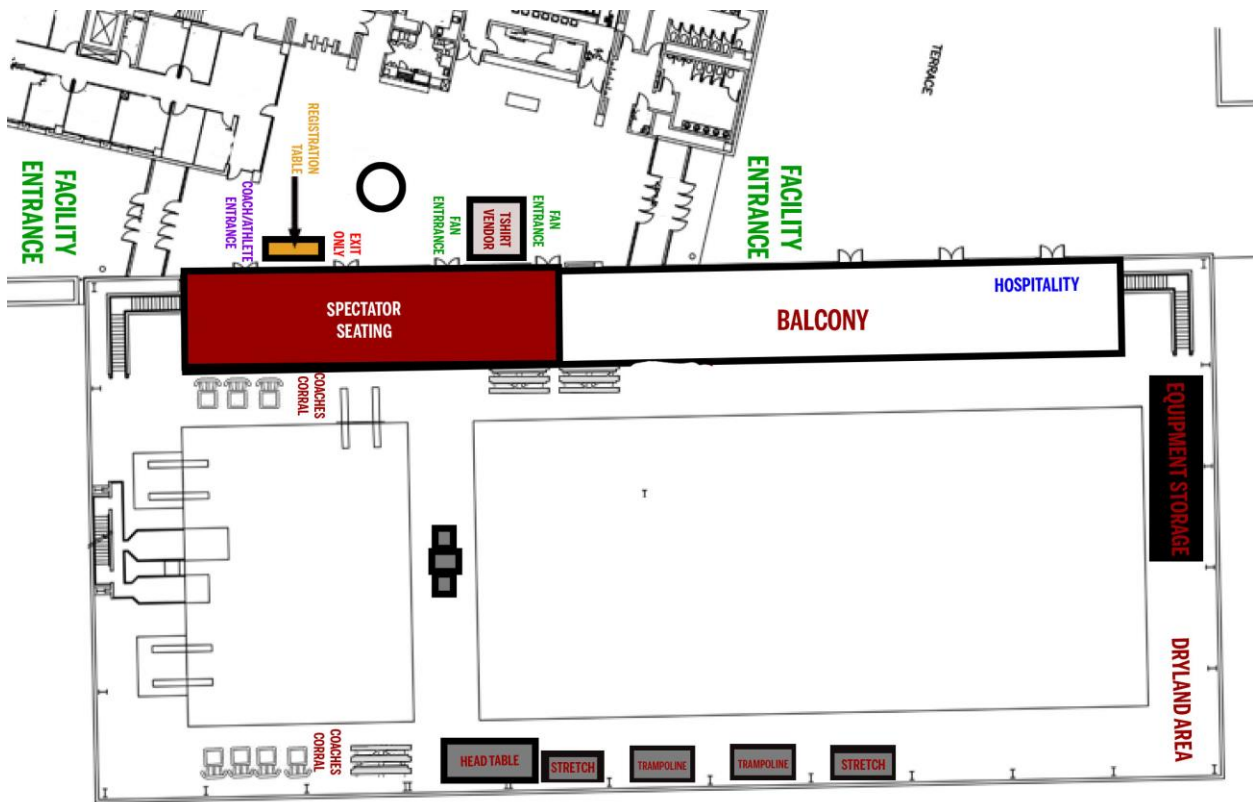 TERRACE
REGISTRATION
TABLE
FACILITY
ENTRANCE
COACH/ATHLETE
ENTRANCE
EXIT
ONLY
FAN
ENTRRANCE
TSHIRT
VENDOR
FAN
ENTRANCE
FACILITY
ENTRANCE
SPECTATOR
SEATING
BALCONY
HOSPITALITY
COACHES
CORRAL
EQUIPMENT STORAGE
T
DRYLAND AREA
COACHES
CORRAL
HEAD TABLE
STRETCH
TRAMPOLINE
TRAMPOLINE
STRETCH